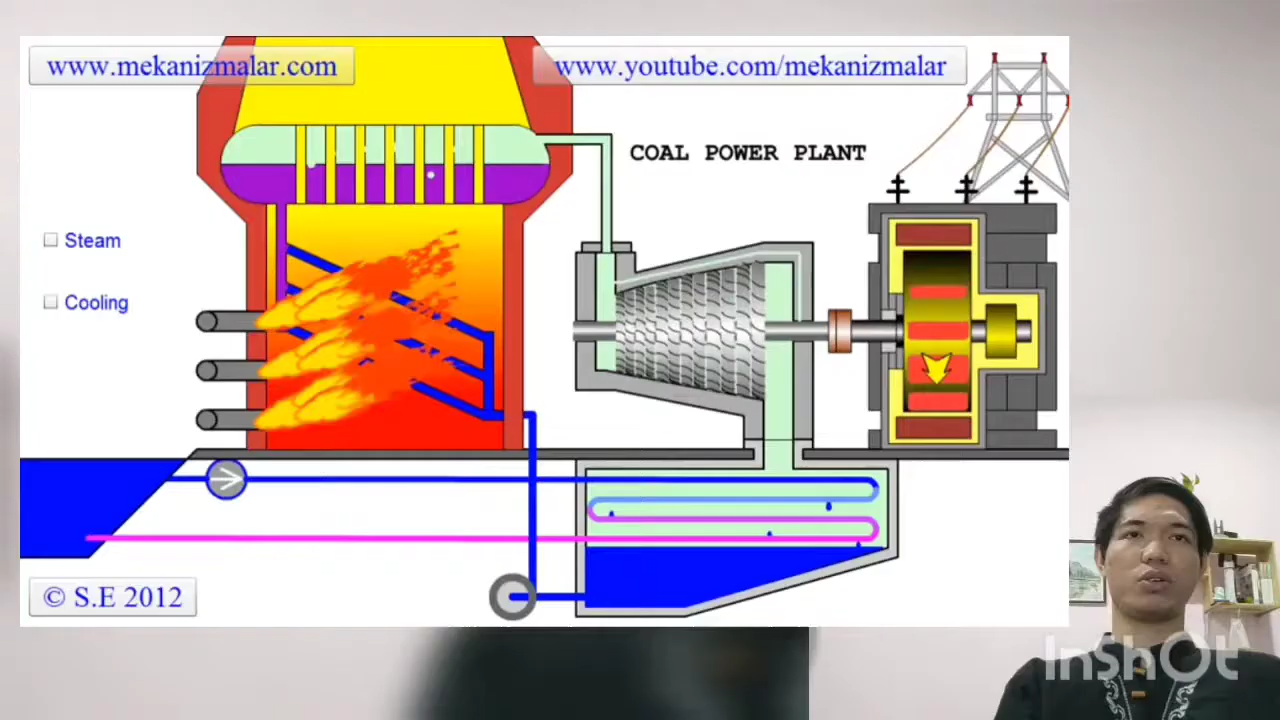 www.mekanizmalar.com
www.youtube.com/mekanizmalar
COAL POWER PLANT
Steam
Cooling
© S.E 2012
InShOt